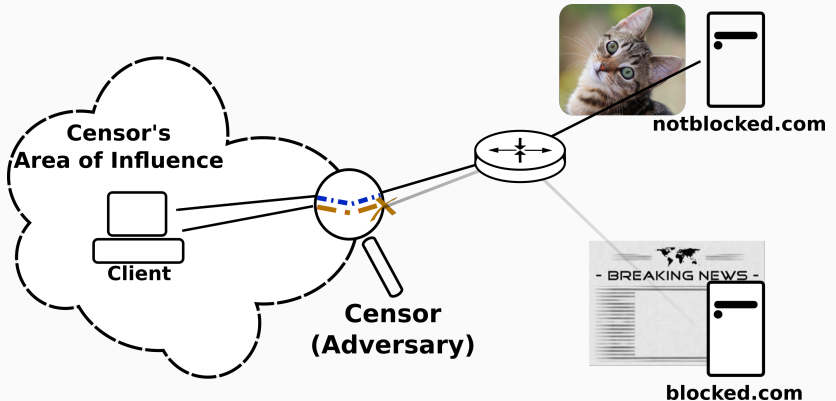 Censor's
Area of Influence
Client
Censor
(Adversary)
notblocked.com
- BREAKING NEWS -
blocked.com